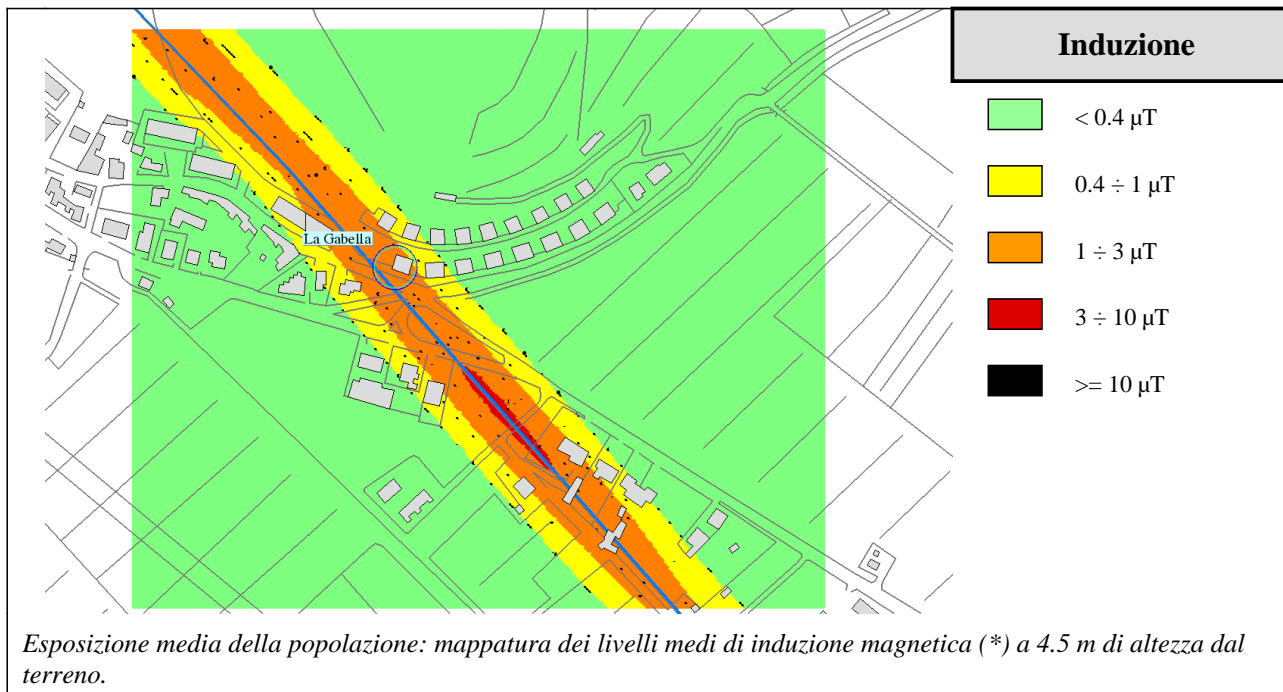 Induzione
< 0.4 µT
0.4 ÷ 1 µT
1 ÷ 3 µT
3 ÷ 10 µT
>= 10 µT
La Gabella
Esposizione media della popolazione: mappatura dei livelli medi di induzione magnetica (*) a 4.5 m di altezza dal
terreno.